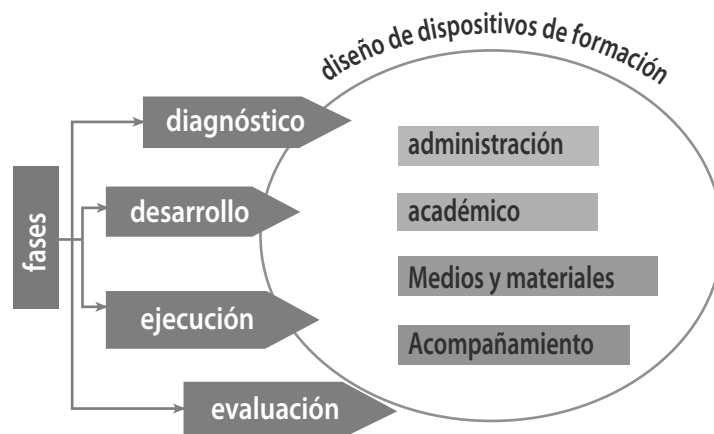 diseño de dispositivos de formación
fases
diagnóstico
desarrollo
ejecución
evaluación
administración
académico
Medios y materiales
Acompañamiento